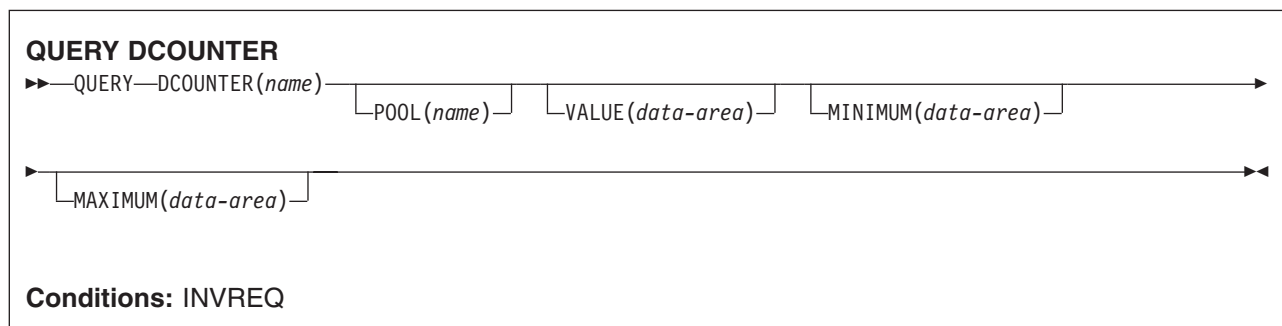 QUERY DCOUNTER
QUERY DCOUNTER(name)
POOL(name) VALUE(data-area) MINIMUM(data-area)
MAXIMUM(data-area)
Conditions: INVREQ